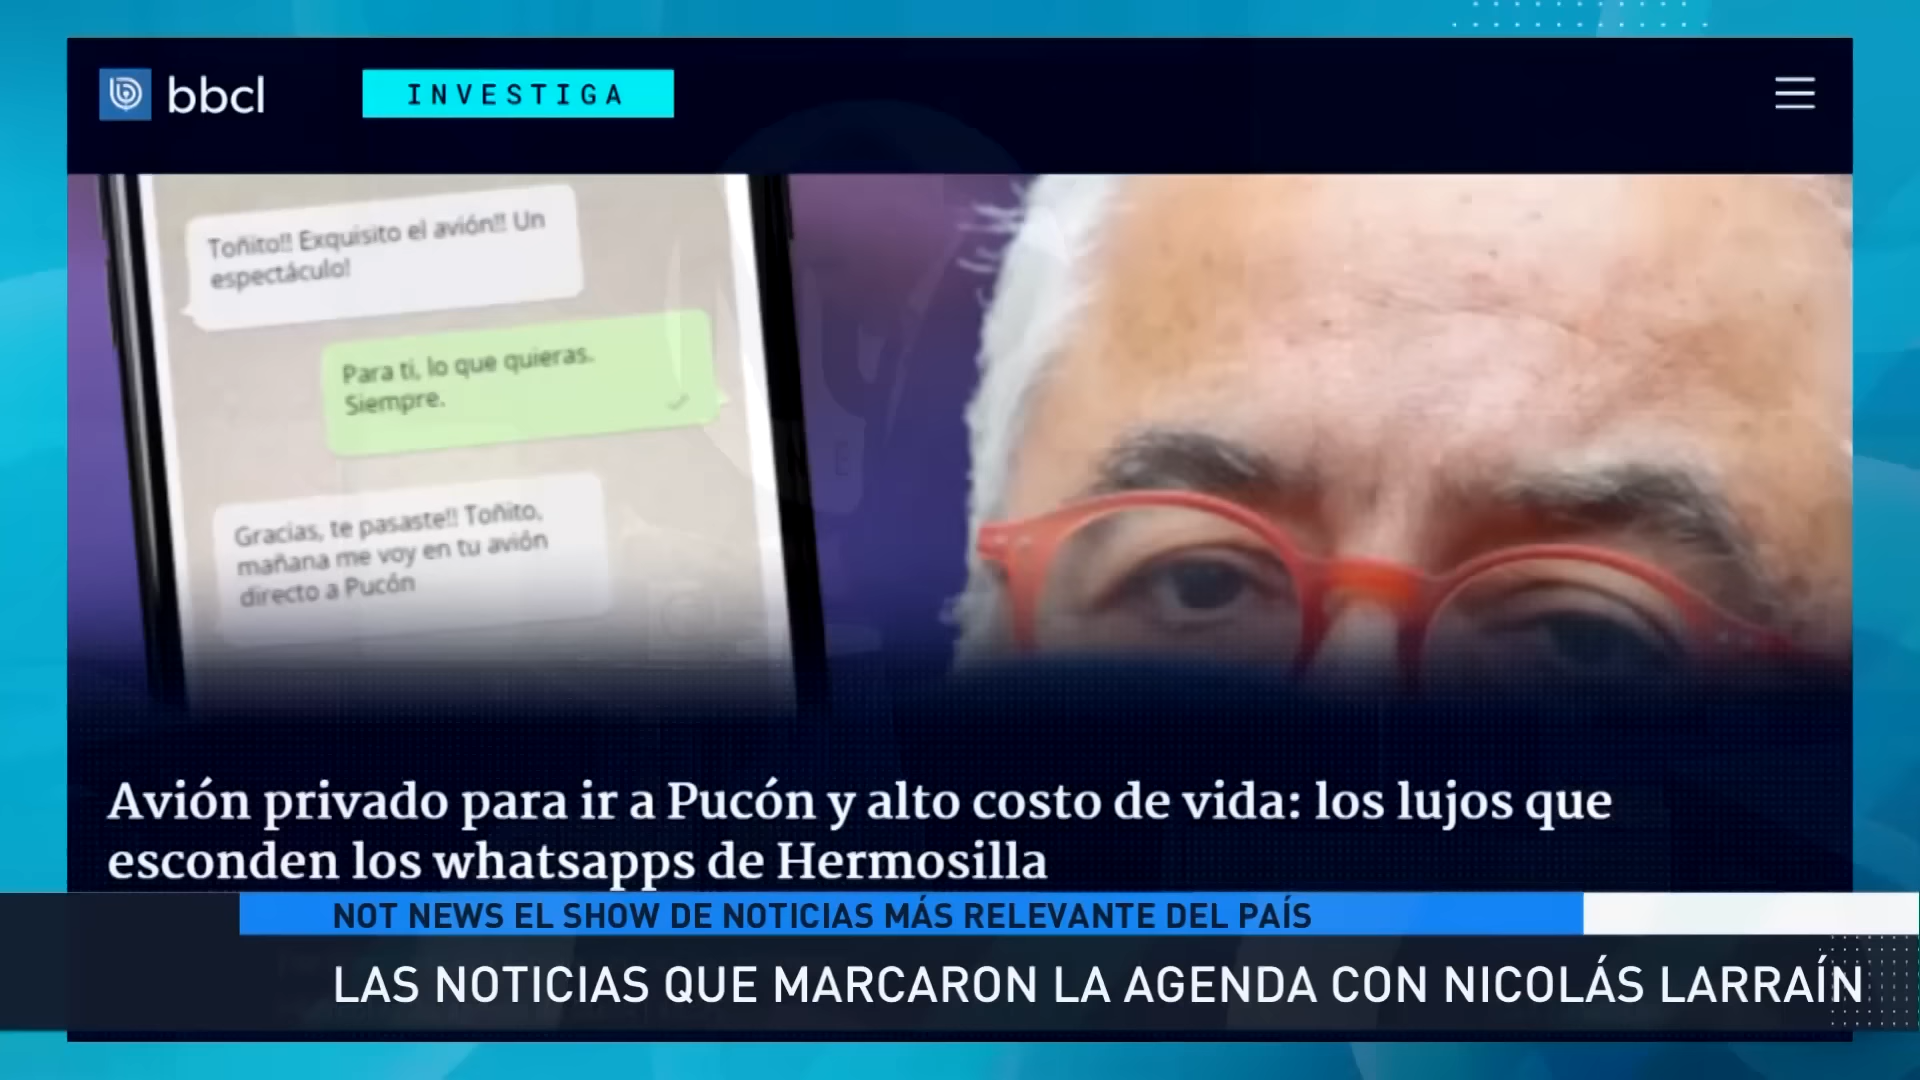 bbcl
INVESTIGA
Toñito!! Exquisito el avión!! Un
espectáculo!
Para ti, lo que quieras.
Siempre.
Gracias, te pasaste!! Toñito,
mañana me voy en tu avión
directo a Pucón
Avión privado para ir a Pucón y alto costo de vida: los lujos que
esconden los whatsapps de Hermosilla
NOT NEWS EL SHOW DE NOTICIAS MÁS RELEVANTE DEL PAÍS
LAS NOTICIAS QUE MARCARON LA AGENDA CON NICOLÁS LARRAÍN